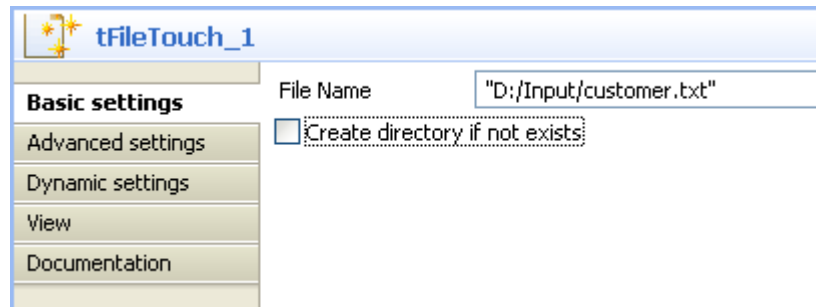 tFileTouch_1
Basic settings
Advanced settings
Dynamic settings
View
Documentation
File Name "D:/Input/customer.txt"
Create directory if not exists